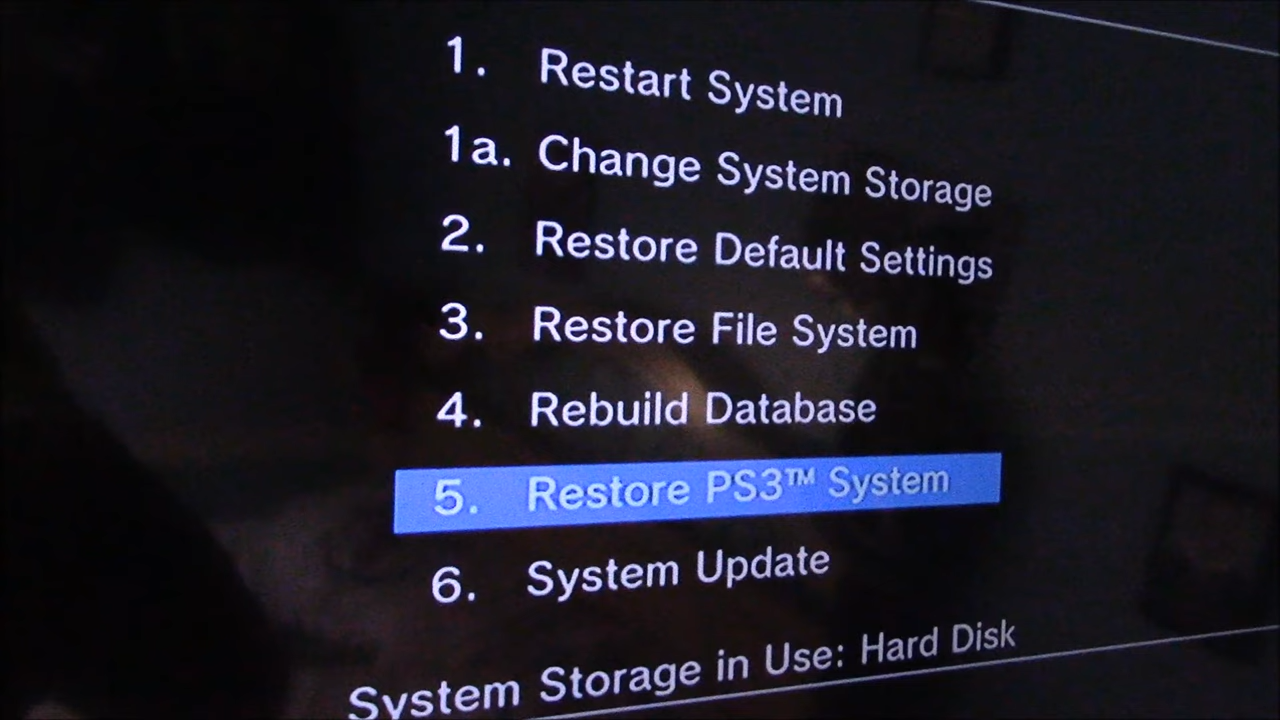 1. Restart System
1a. Change System Storage
2. Restore Default Settings
3. Restore File System
4. Rebuild Database
5. Restore PS3™ System
6. System Update
System Storage in Use: Hard Disk